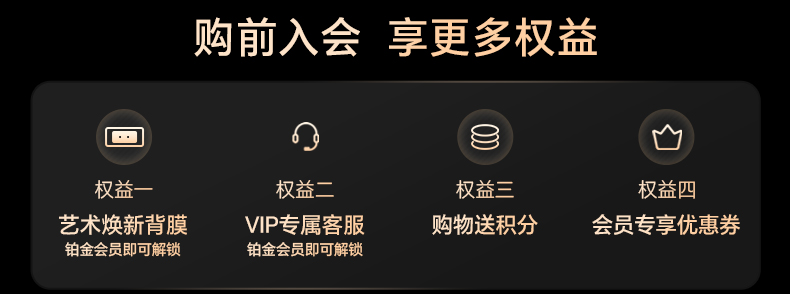 购前入会 享更多权益
权益一
艺术焕新背膜
铂金会员即可解锁
权益二
VIP专属客服
铂金会员即可解锁
权益三
购物送积分
权益四
会员专享优惠券